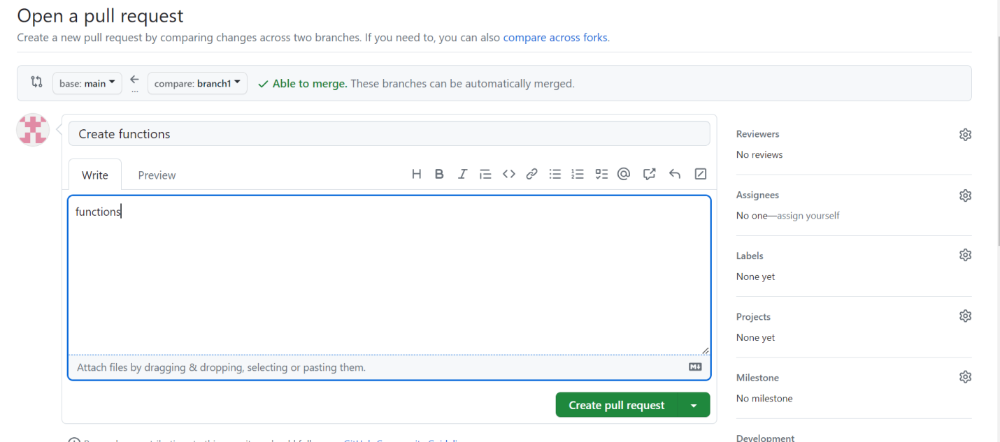 Open a pull request
Create a new pull request by comparing changes across two branches. If you need to, you can also compare across forks.
base: main ... compare: branch1 Able to merge. These branches can be automatically merged.
Create functions
Write Preview
functions
Attach files by dragging & dropping, selecting or pasting them.
Create pull request
Reviewers
No reviews
Assignees
No one—assign yourself
Labels
None yet
Projects
None yet
Milestone
No milestone
Development